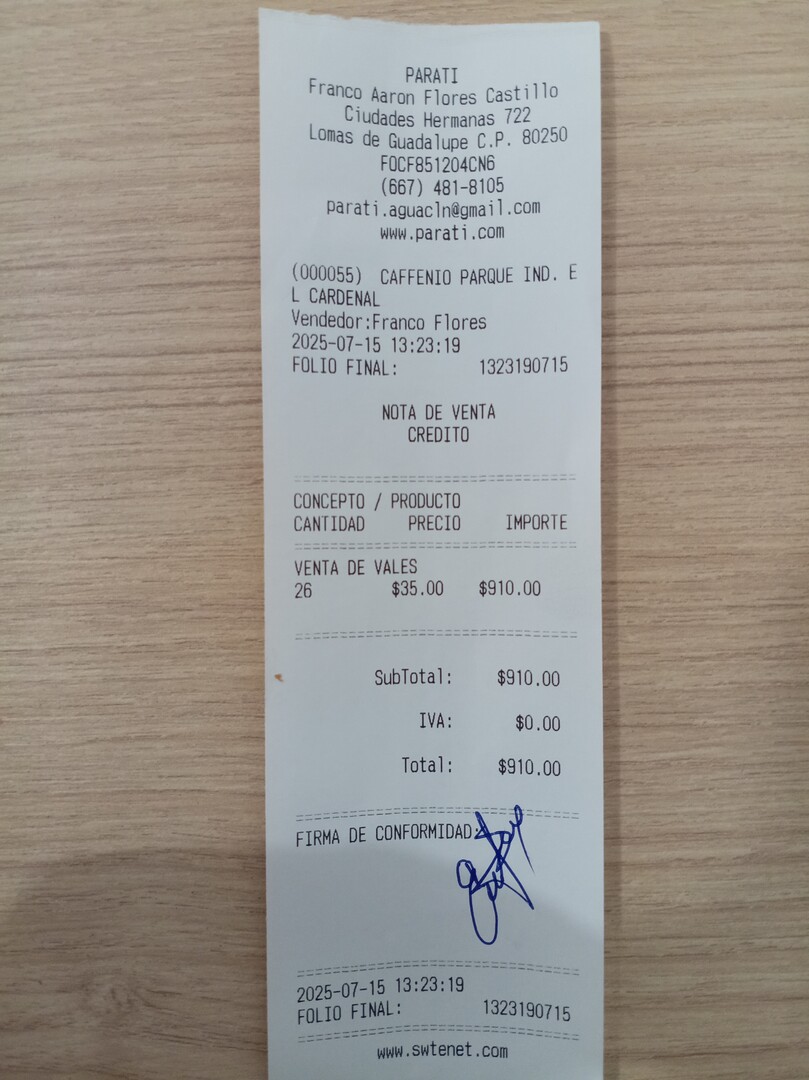 PARATI
Franco Aaron Flores Castillo
Ciudades Hermanas 722
Lomas de Guadalupe C.P. 80250
FOCF851204CN6
(667) 481-8105
parati.aguacln@gmail.com
www.parati.com
(000055) CAFFENIO PARQUE IND. E
L CARDENAL
Vendedor:Franco Flores
2025-07-15 13:23:19
FOLIO FINAL: 1323190715
NOTA DE VENTA
CREDITO
CONCEPTO / PRODUCTO
CANTIDAD PRECIO IMPORTE
VENTA DE VALES
26 $35.00 $910.00
SubTotal: $910.00
IVA: $0.00
Total: $910.00
FIRMA DE CONFORMIDAD:
2025-07-15 13:23:19
FOLIO FINAL: 1323190715
www.swtenet.com